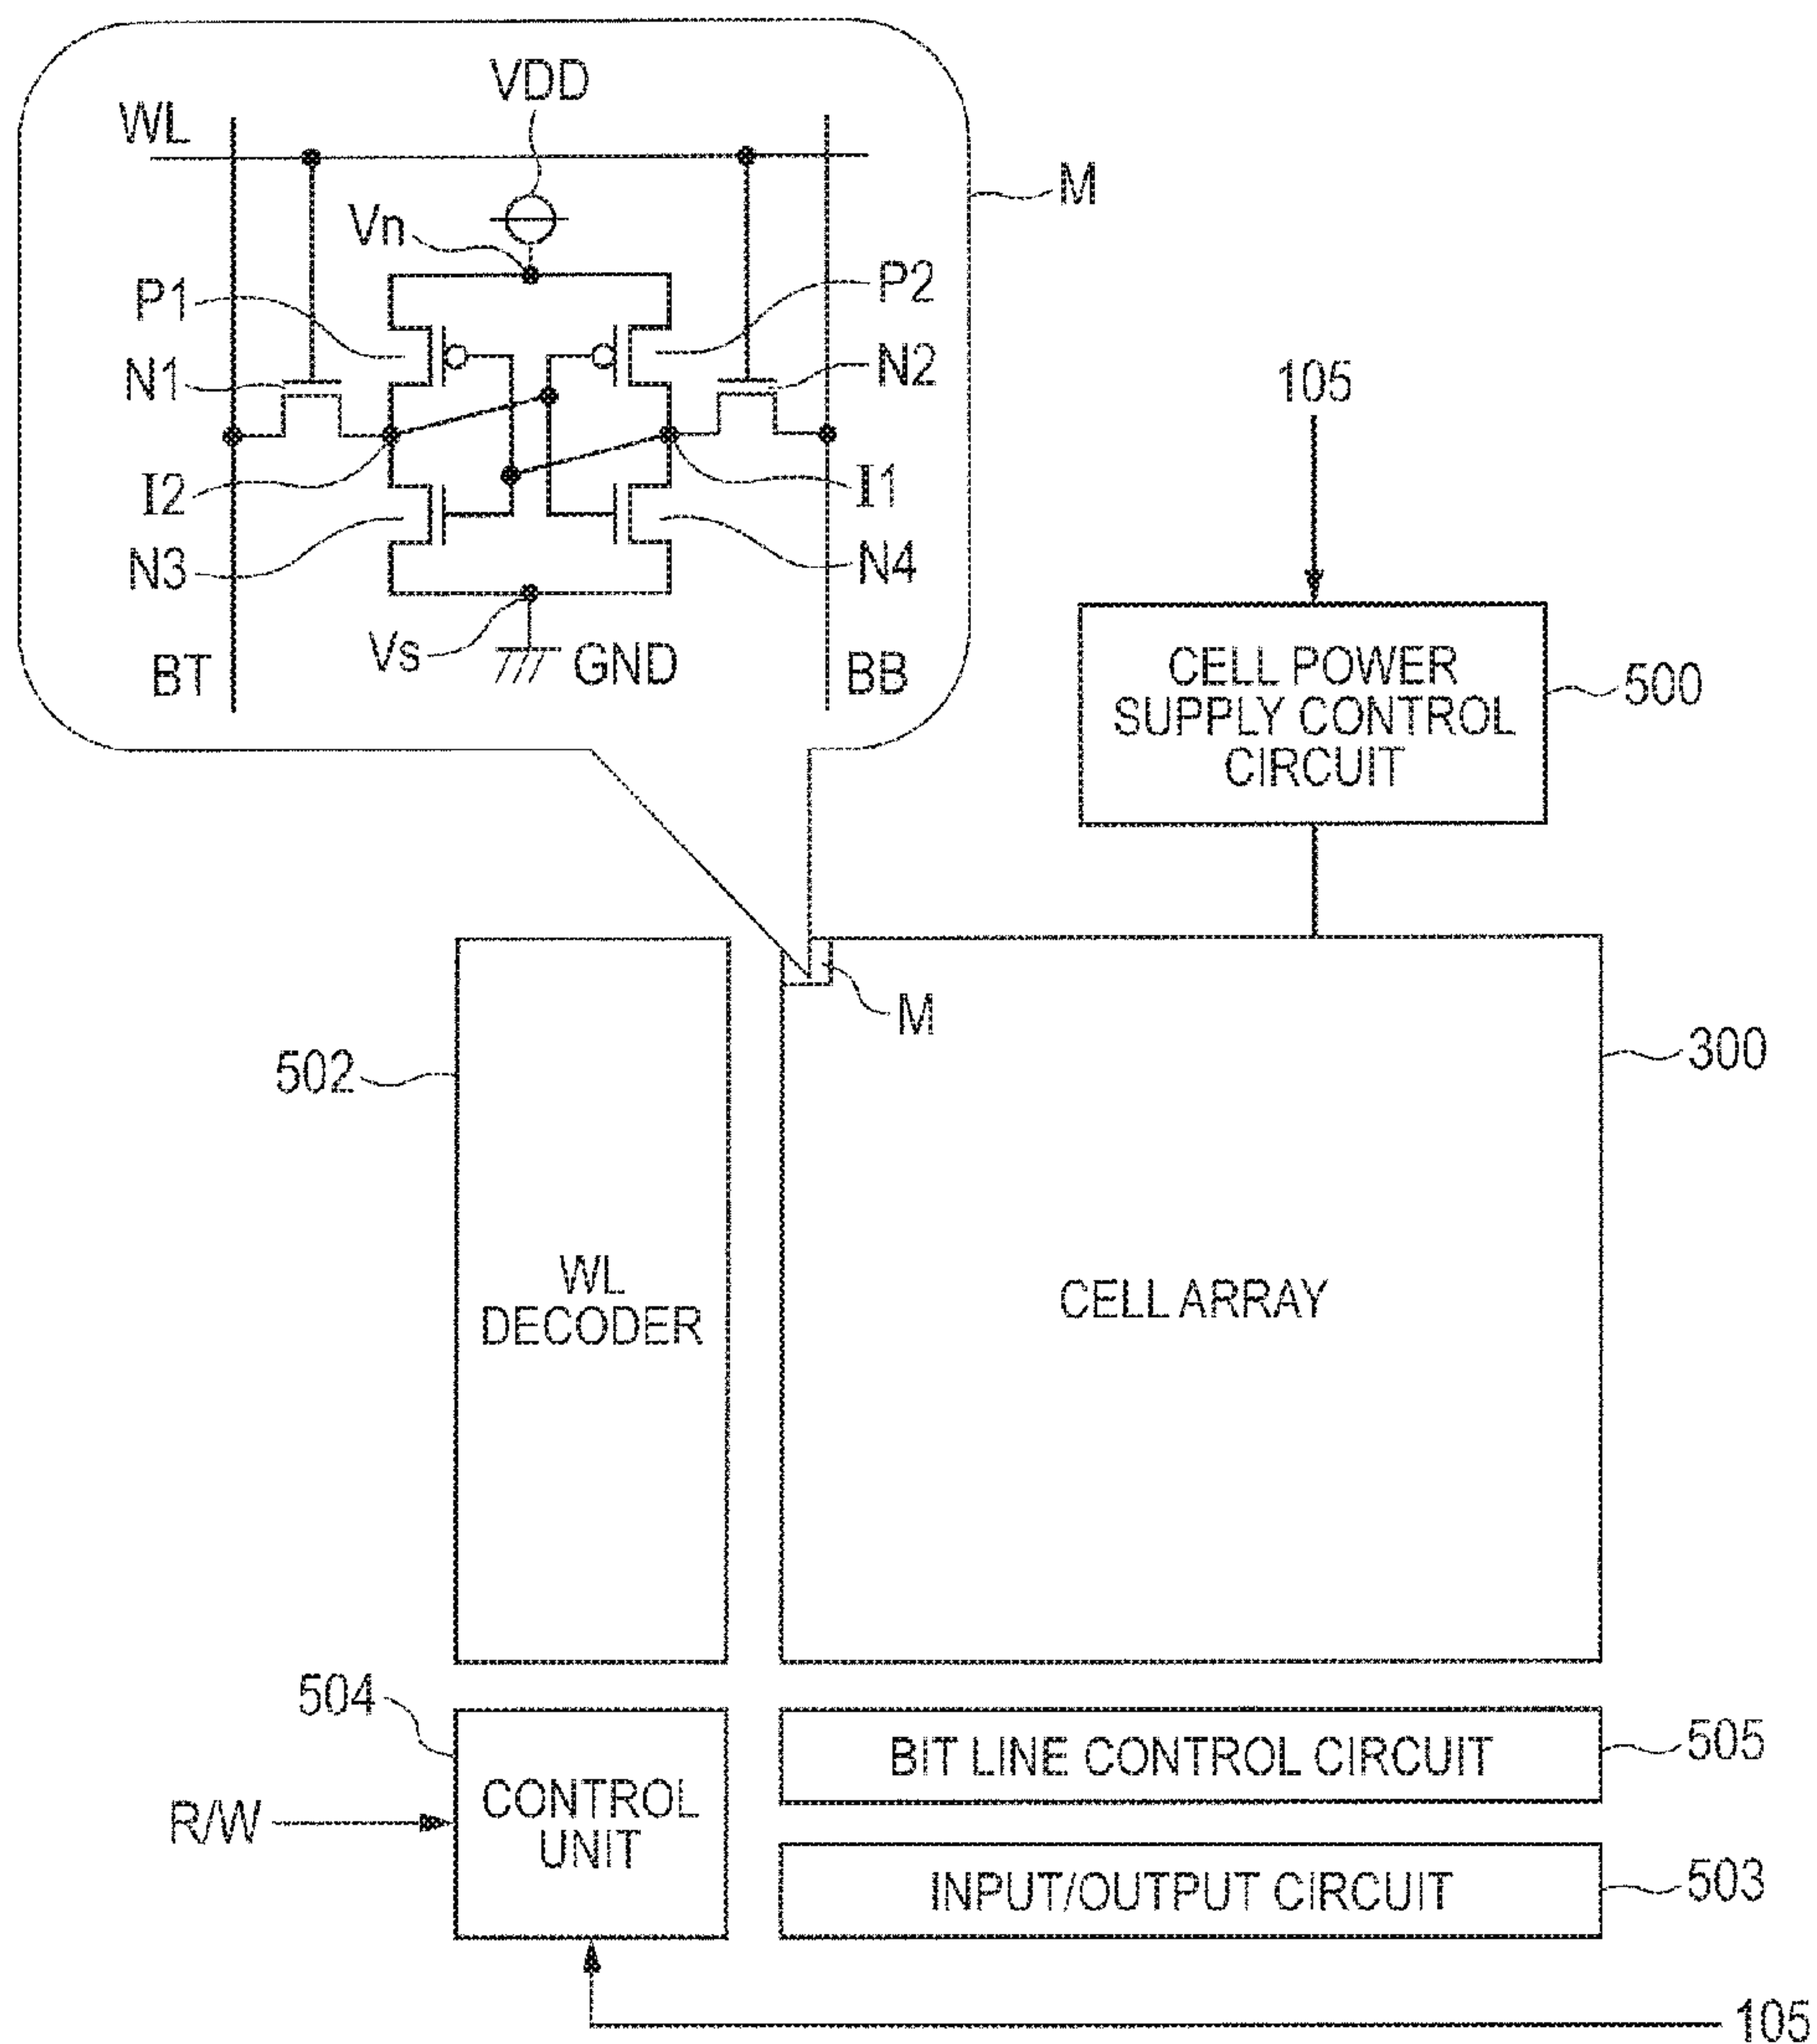 VDD
WL
M
Vn
P1
P2
N1
N2
105
I2
I1
N3
N4
Vs
GND
BT
BB
CELL POWER
SUPPLY CONTROL
CIRCUIT
500
M
502
300
WL
DECODER
CELL ARRAY
504
BIT LINE CONTROL CIRCUIT
505
R/W
CONTROL
UNIT
INPUT/OUTPUT CIRCUIT
503
105